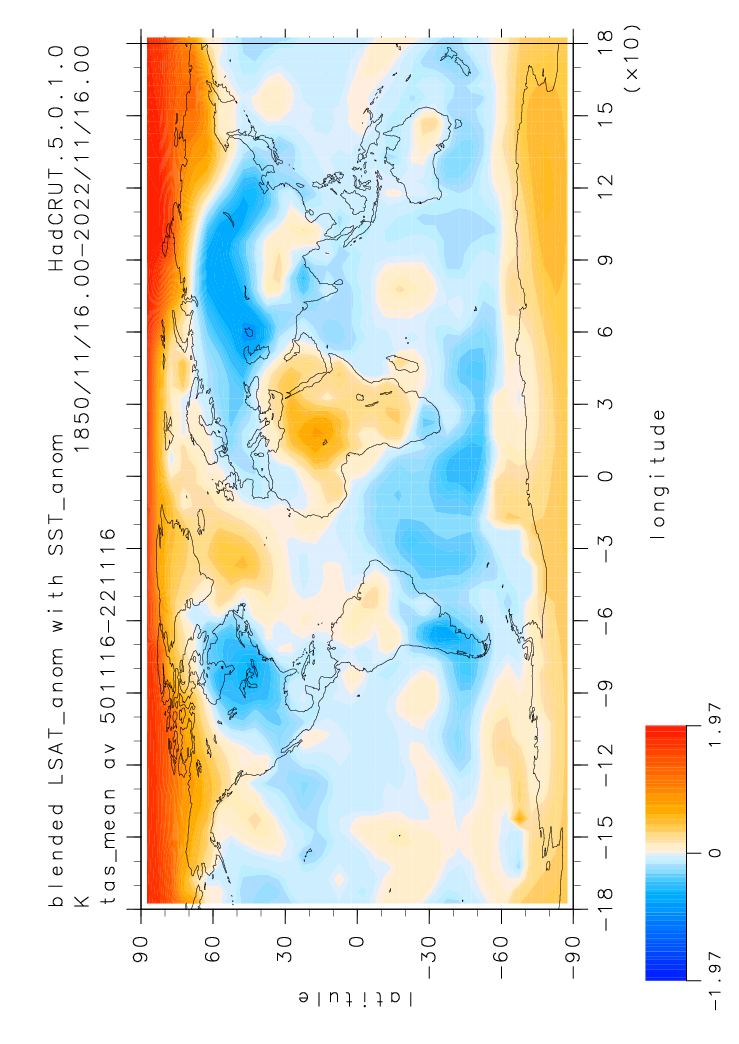 blended LSAT_anom with SST_anom HadCRUT.5.0.1.0
K 1850/11/16.00-2022/11/16.00
tas_mean av 501116-221116
latitude
90 60 30 0 -30 -60 -90
-18 -15 -12 -9 -6 -3 0 3 6 9 12 15 18
(×10)
longitude
-1.97 0 1.97